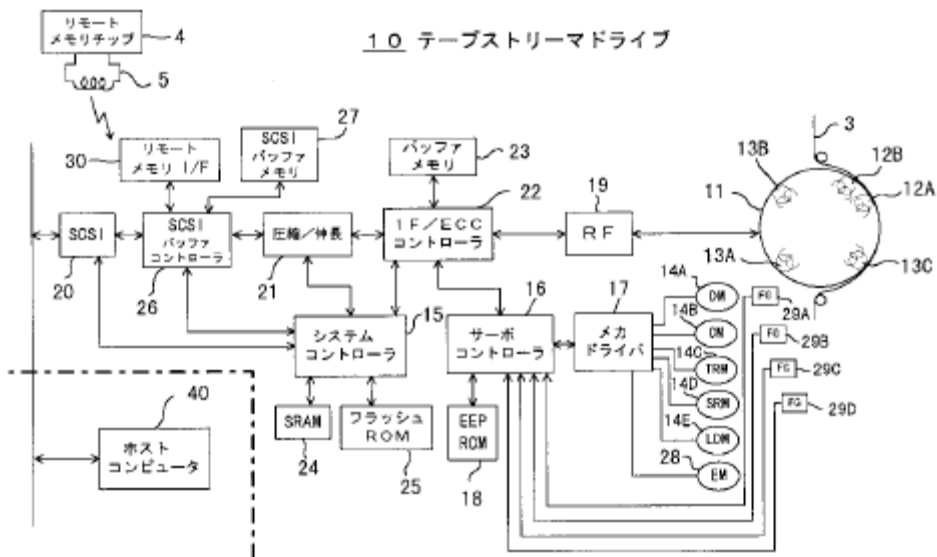 リモート
メモリチップ
4
5
10 テープストリーマドライブ
30
リモート
メモリ I/F
SCSI
バッファ
メモリ
27
バッファ
メモリ
23
22
19
3
13B
12B
12A
11
13A
13C
SCSI
20
SCSI
バッファ
コントローラ
26
圧縮/伸長
21
IF/ECC
コントローラ
RF
システム
コントローラ
15
サーボ
コントローラ
16
メカ
ドライバ
17
14A
DM
14B
CM
14C
TRM
14D
SRM
14E
LDM
28
EM
FG
29A
FG
29B
FG
29C
FG
29D
SRAM
24
フラッシュ
ROM
25
EEP
ROM
18
40
ホスト
コンピュータ